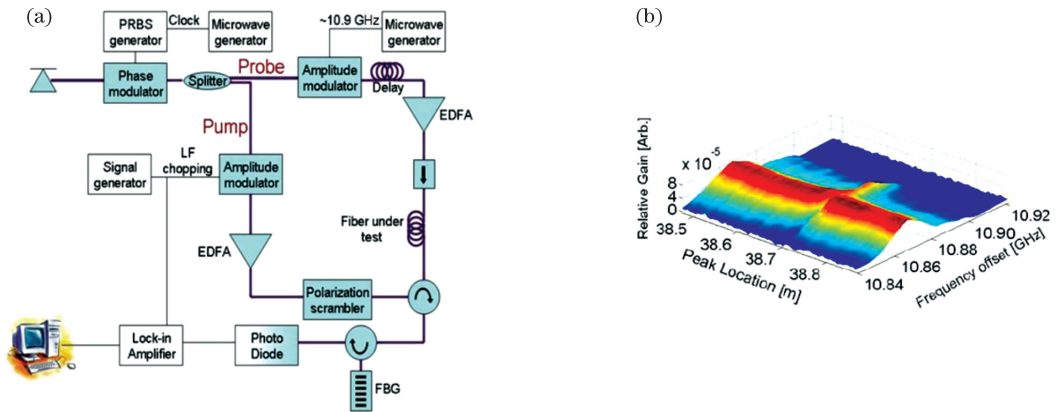 (a)
PRBS
generator
Clock
Microwave
generator
~10.9 GHz
Microwave
generator
Phase
modulator
Splitter
Probe
Amplitude
modulator
Delay
EDFA
Pump
Signal
generator
LF
chopping
Amplitude
modulator
Fiber under
test
EDFA
Polarization
scrambler
Lock-in
Amplifier
Photo
Diode
FBG
(b)
Relative Gain [Arb.]
x 10-5
8
4
0
38.5
38.6
38.7
38.8
Peak Location [m]
10.84
10.86
10.88
10.90
10.92
Frequency offset [GHz]